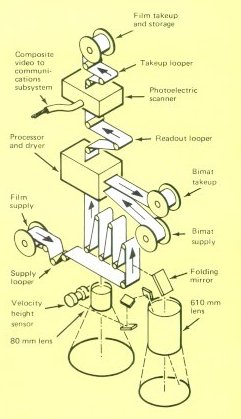 Film takeup
and storage
Composite
video to
communi-
cations
subsystem
Takeup looper
Photoelectric
scanner
Processor
and dryer
Readout looper
Bimat
takeup
Film
supply
Bimat
supply
Supply
looper
Folding
mirror
Velocity
height
sensor
610 mm
lens
80 mm lens